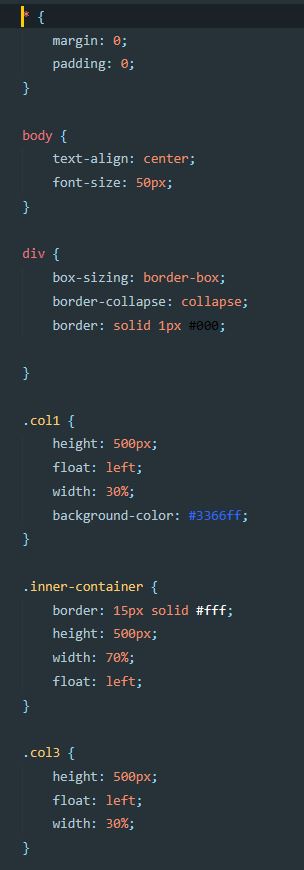 * {
    margin: 0;
    padding: 0;
}

body {
    text-align: center;
    font-size: 50px;
}

div {
    box-sizing: border-box;
    border-collapse: collapse;
    border: solid 1px #000;

}

.col1 {
    height: 500px;
    float: left;
    width: 30%;
    background-color: #3366ff;
}

.inner-container {
    border: 15px solid #fff;
    height: 500px;
    width: 70%;
    float: left;
}

.col3 {
    height: 500px;
    float: left;
    width: 30%;
}